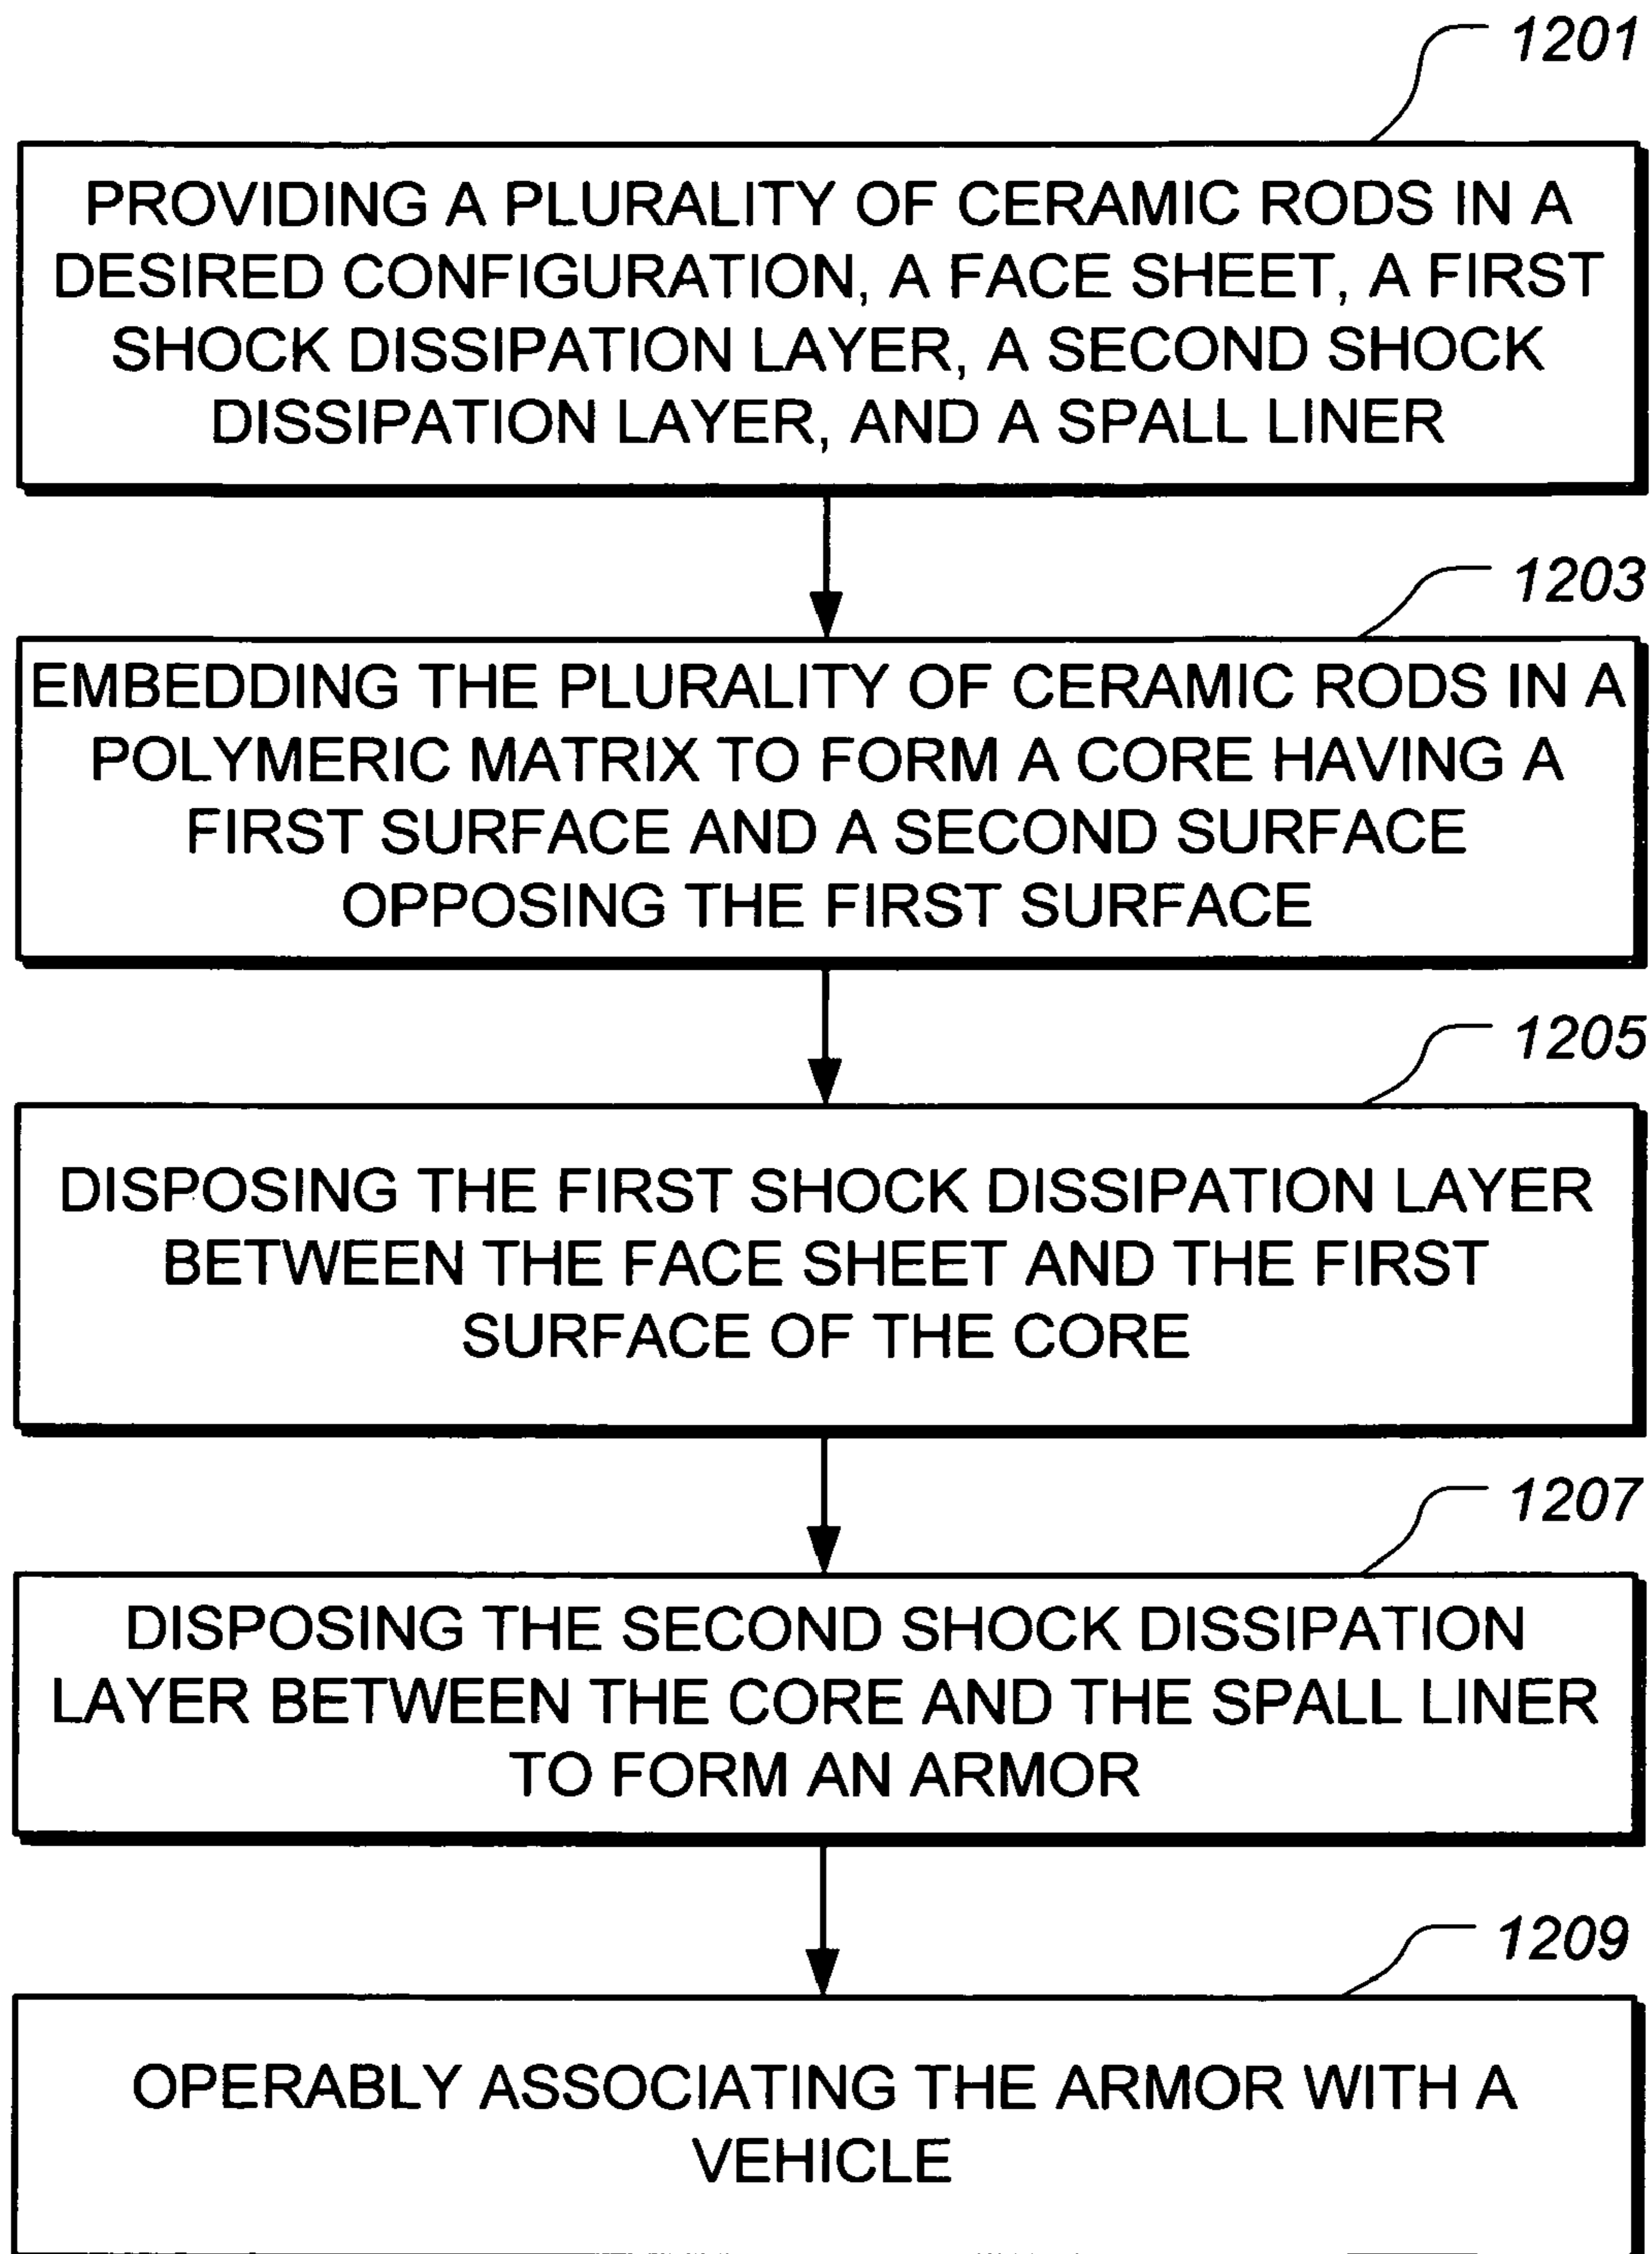 1201
PROVIDING A PLURALITY OF CERAMIC RODS IN A
DESIRED CONFIGURATION, A FACE SHEET, A FIRST
SHOCK DISSIPATION LAYER, A SECOND SHOCK
DISSIPATION LAYER, AND A SPALL LINER
1203
EMBEDDING THE PLURALITY OF CERAMIC RODS IN A
POLYMERIC MATRIX TO FORM A CORE HAVING A
FIRST SURFACE AND A SECOND SURFACE
OPPOSING THE FIRST SURFACE
1205
DISPOSING THE FIRST SHOCK DISSIPATION LAYER
BETWEEN THE FACE SHEET AND THE FIRST
SURFACE OF THE CORE
1207
DISPOSING THE SECOND SHOCK DISSIPATION
LAYER BETWEEN THE CORE AND THE SPALL LINER
TO FORM AN ARMOR
1209
OPERABLY ASSOCIATING THE ARMOR WITH A
VEHICLE